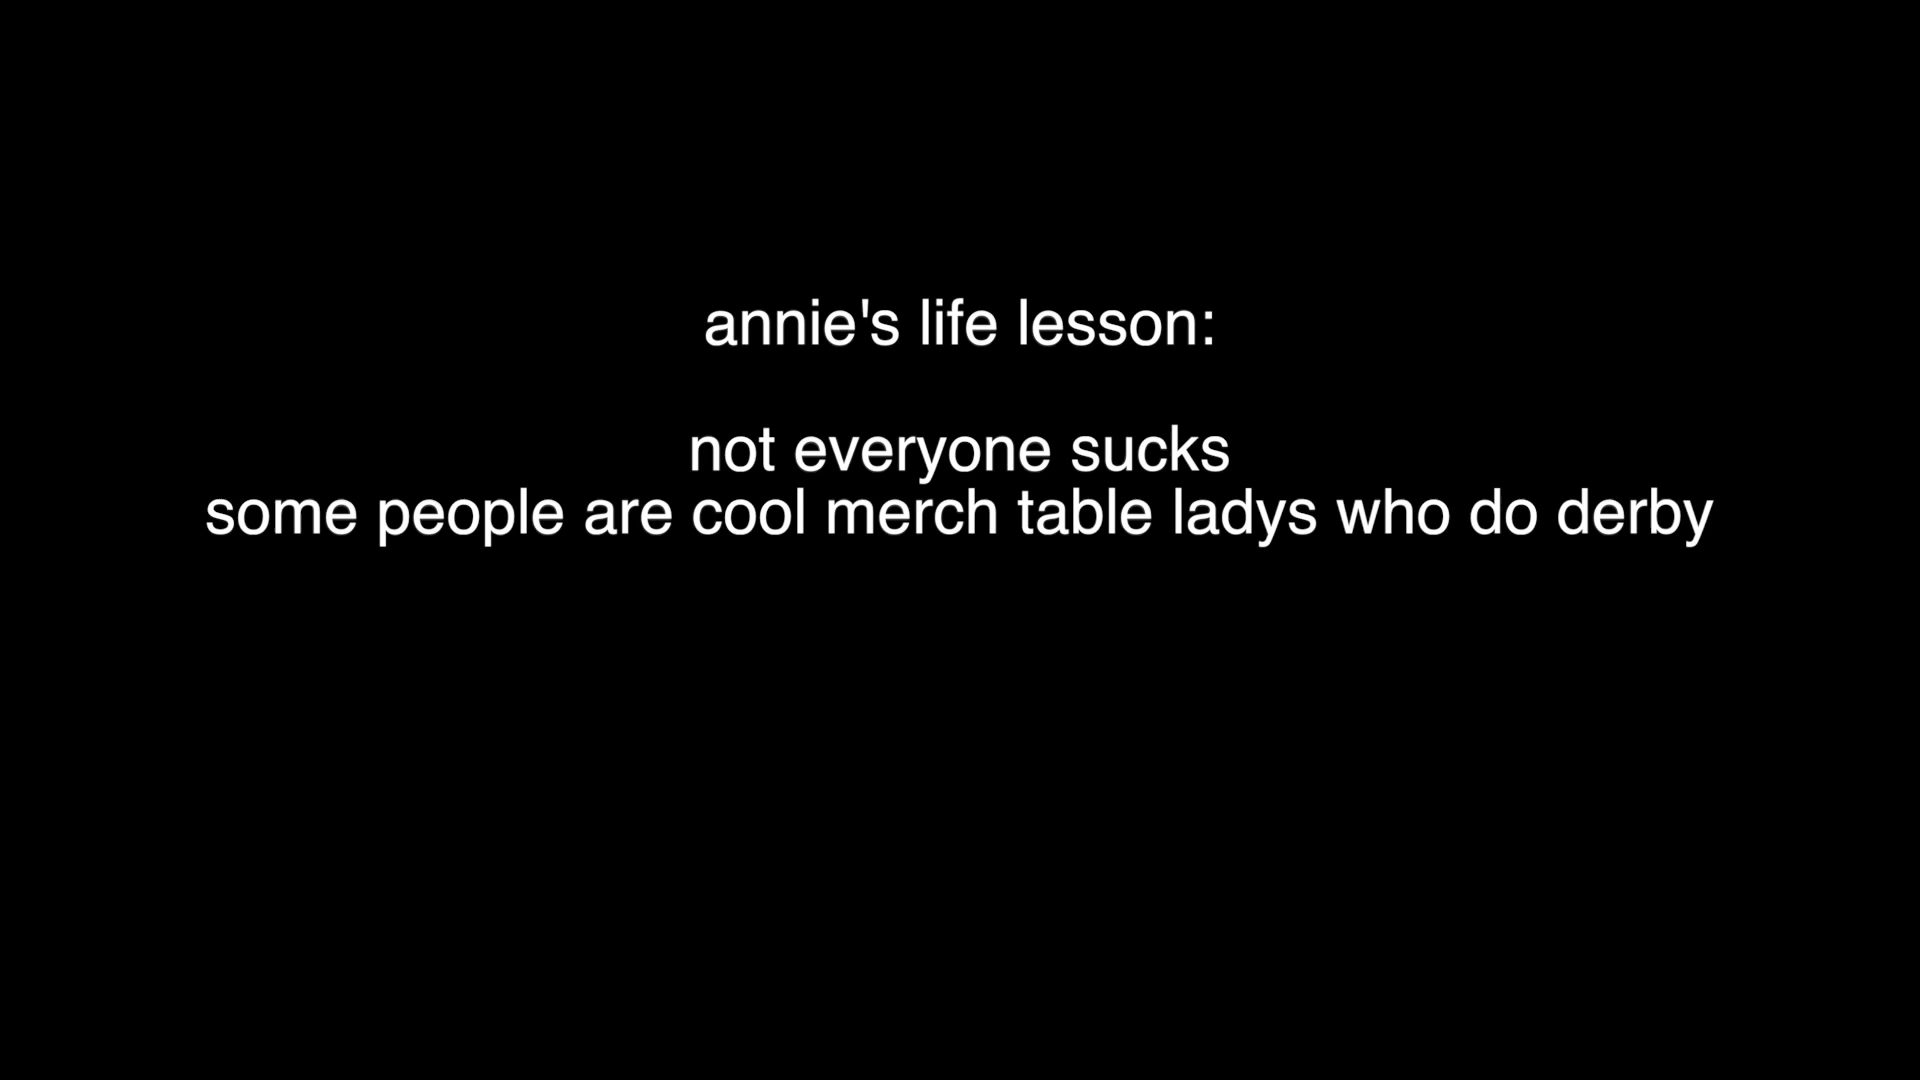 annie's life lesson:
not everyone sucks
some people are cool merch table ladys who do derby